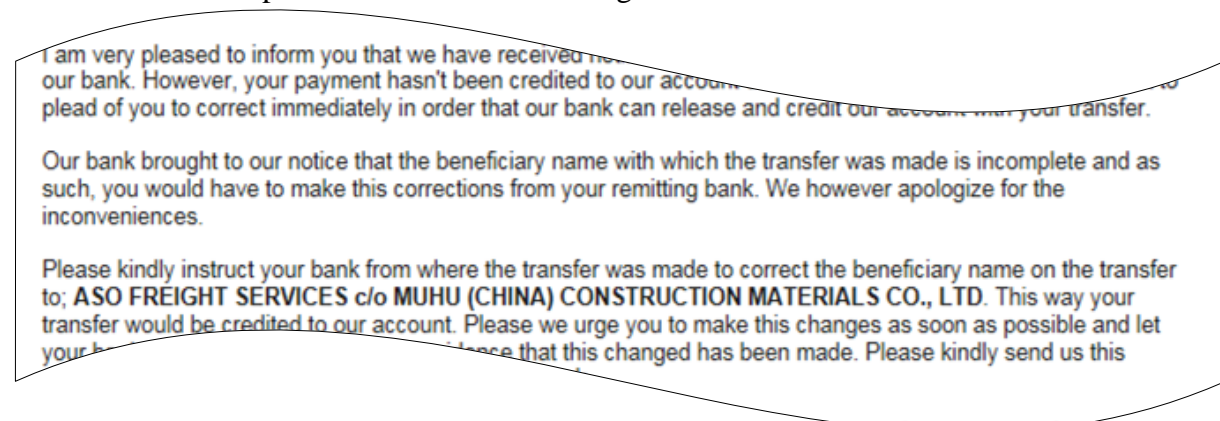 I am very pleased to inform you that we have received
our bank. However, your payment hasn't been credited to our account
plead of you to correct immediately in order that our bank can release and credit our account with your transfer.
Our bank brought to our notice that the beneficiary name with which the transfer was made is incomplete and as
such, you would have to make this corrections from your remitting bank. We however apologize for the
inconveniences.
Please kindly instruct your bank from where the transfer was made to correct the beneficiary name on the transfer
to; ASO FREIGHT SERVICES c/o MUHU (CHINA) CONSTRUCTION MATERIALS CO., LTD. This way your
transfer would be credited to our account. Please we urge you to make this changes as soon as possible and let
your that this changed has been made. Please kindly send us this